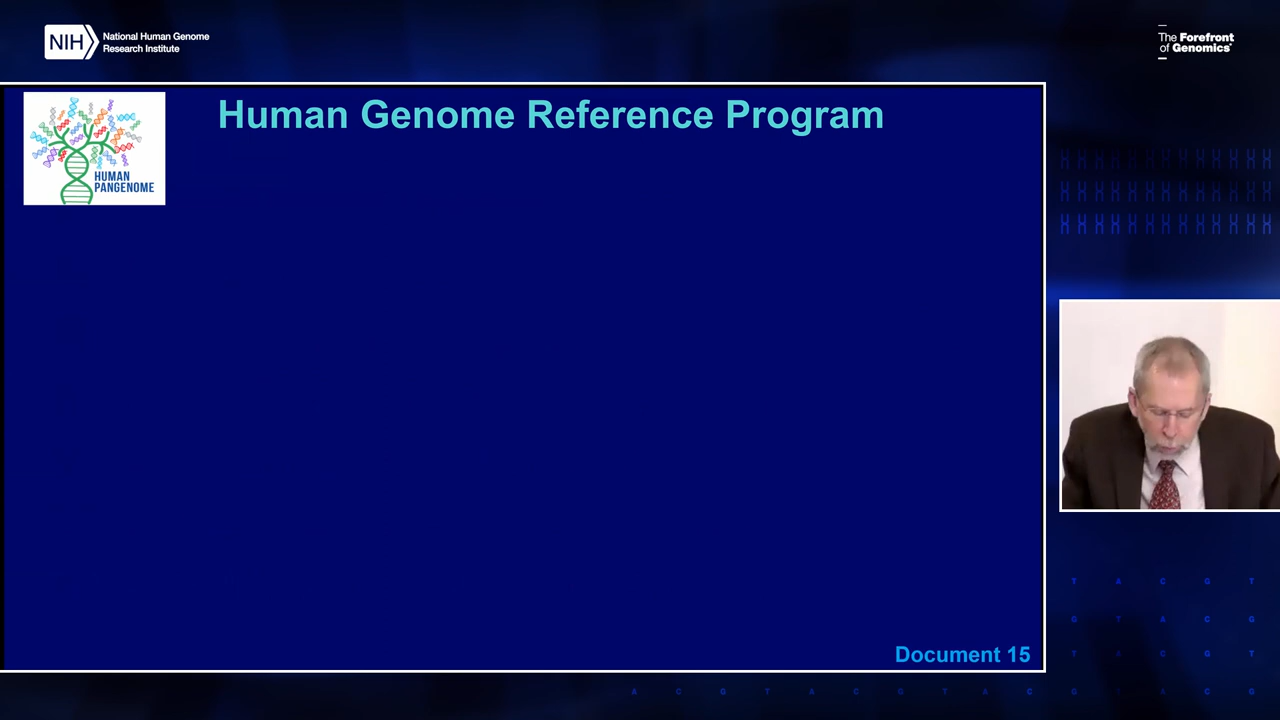 NIH
National Human Genome
Research Institute
The Forefront
of Genomics®
Human Genome Reference Program
HUMAN
PANGENOME
Document 15
T A C G T
G T A C G
T A C G T
A C G T A C G T A C G T A C G